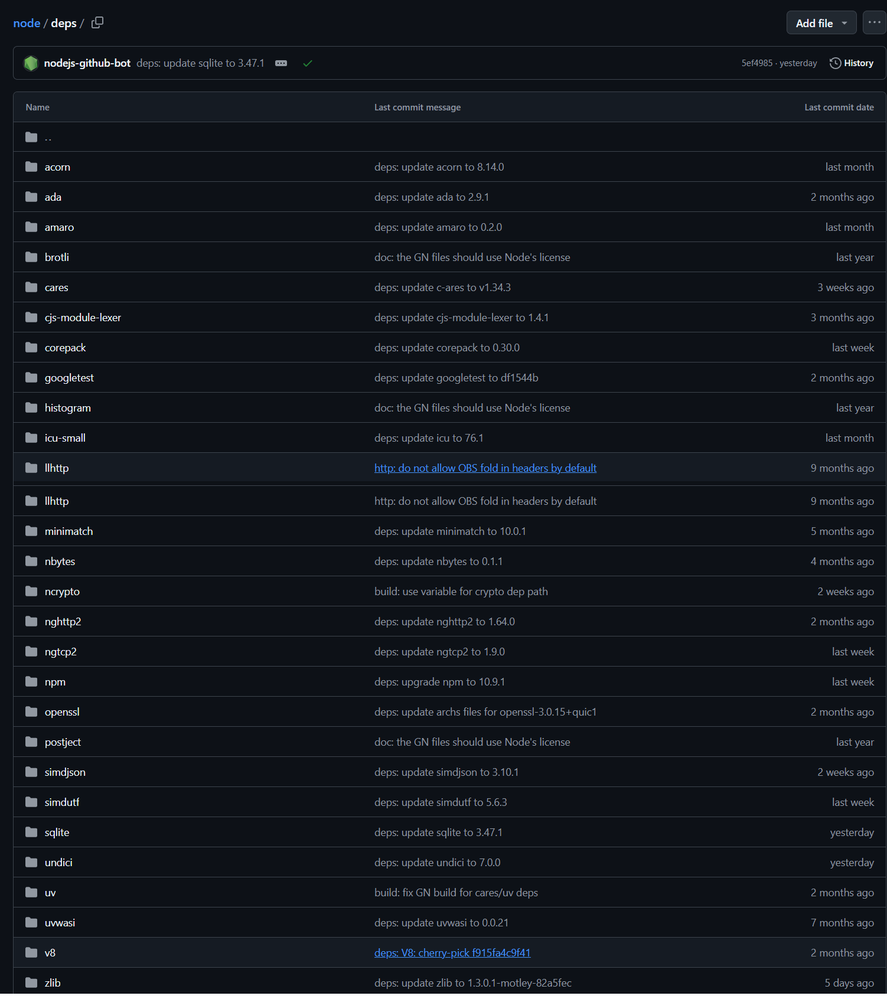 node / deps /
Add file
nodejs-github-bot deps: update sqlite to 3.47.1
5ef4985 · yesterday History
Name Last commit message Last commit date
..
acorn deps: update acorn to 8.14.0 last month
ada deps: update ada to 2.9.1 2 months ago
amaro deps: update amaro to 0.2.0 last month
brotli doc: the GN files should use Node's license last year
cares deps: update c-ares to v1.34.3 3 weeks ago
cjs-module-lexer deps: update cjs-module-lexer to 1.4.1 3 months ago
corepack deps: update corepack to 0.30.0 last week
googletest deps: update googletest to df1544b 2 months ago
histogram doc: the GN files should use Node's license last year
icu-small deps: update icu to 76.1 last month
llhttp http: do not allow OBS fold in headers by default 9 months ago
llhttp http: do not allow OBS fold in headers by default 9 months ago
minimatch deps: update minimatch to 10.0.1 5 months ago
nbytes deps: update nbytes to 0.1.1 4 months ago
ncrypto build: use variable for crypto dep path 2 weeks ago
nghttp2 deps: update nghttp2 to 1.64.0 2 months ago
ngtcp2 deps: update ngtcp2 to 1.9.0 last week
npm deps: upgrade npm to 10.9.1 last week
openssl deps: update archs files for openssl-3.0.15+quic1 2 months ago
postject doc: the GN files should use Node's license last year
simdjson deps: update simdjson to 3.10.1 2 weeks ago
simdutf deps: update simdutf to 5.6.3 last week
sqlite deps: update sqlite to 3.47.1 yesterday
undici deps: update undici to 7.0.0 yesterday
uv build: fix GN build for cares/uv deps 2 months ago
uvwasi deps: update uvwasi to 0.0.21 7 months ago
v8 deps: V8: cherry-pick f915fa4c9f41 2 months ago
zlib deps: update zlib to 1.3.0.1-motley-82a5fec 5 days ago